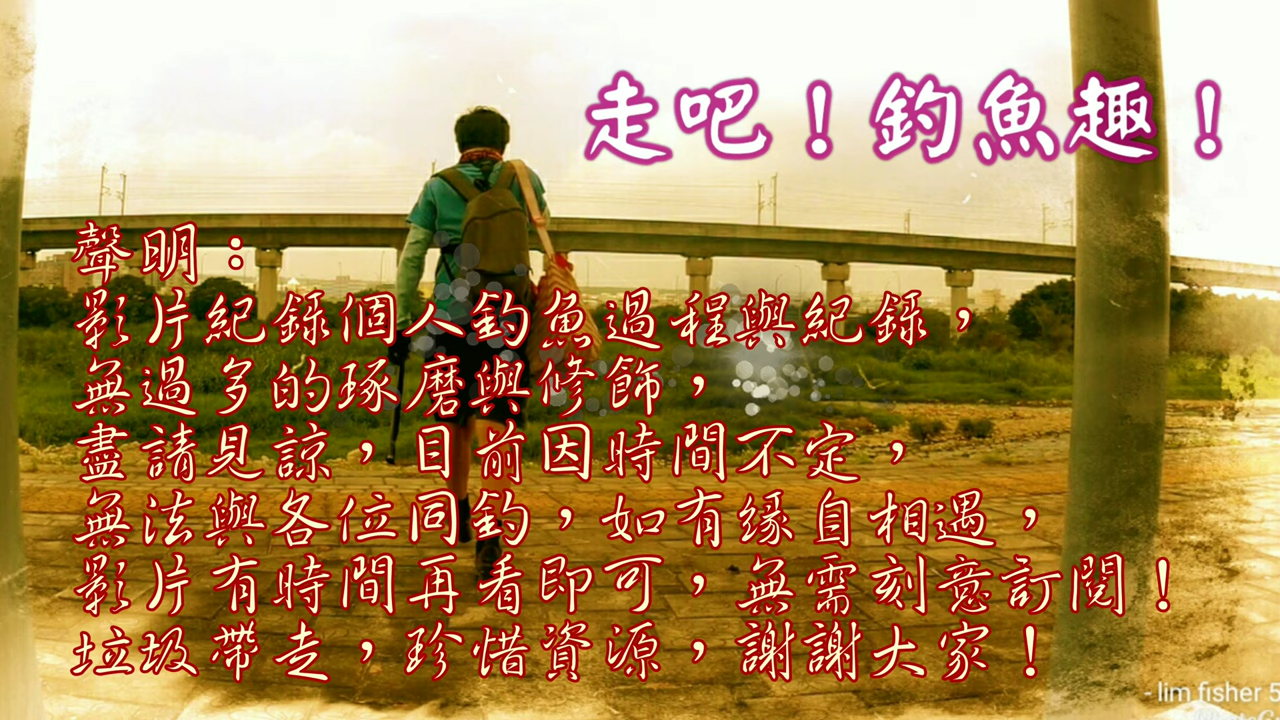 走吧！釣魚趣！
聲明：
影片紀錄個人釣魚過程與紀錄，
無過多的琢磨與修飾，
盡請見諒，目前因時間不定，
無法與各位同釣，如有緣自相遇，
影片有時間再看即可，無需刻意訂閱！
垃圾帶走，珍惜資源，謝謝大家！
- lim fisher 5